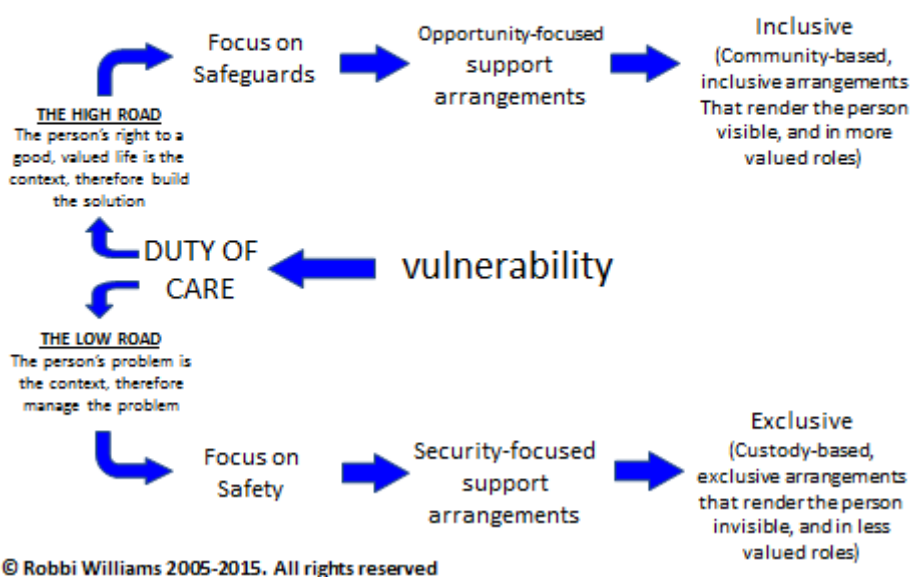 Focus on
Safeguards
Opportunity-focused
support
arrangements
Inclusive
(Community-based,
inclusive arrangements
That render the person
visible, and in more
valued roles)
THE HIGH ROAD
The person's right to a
good, valued life is the
context, therefore build
the solution
DUTY OF
CARE
vulnerability
THE LOW ROAD
The person's problem is
the context, therefore
manage the problem
Focus on
Safety
Security-focused
support
arrangements
Exclusive
(Custody-based,
exclusive arrangements
that render the person
invisible, and in less
valued roles)
© Robbi Williams 2005-2015. All rights reserved